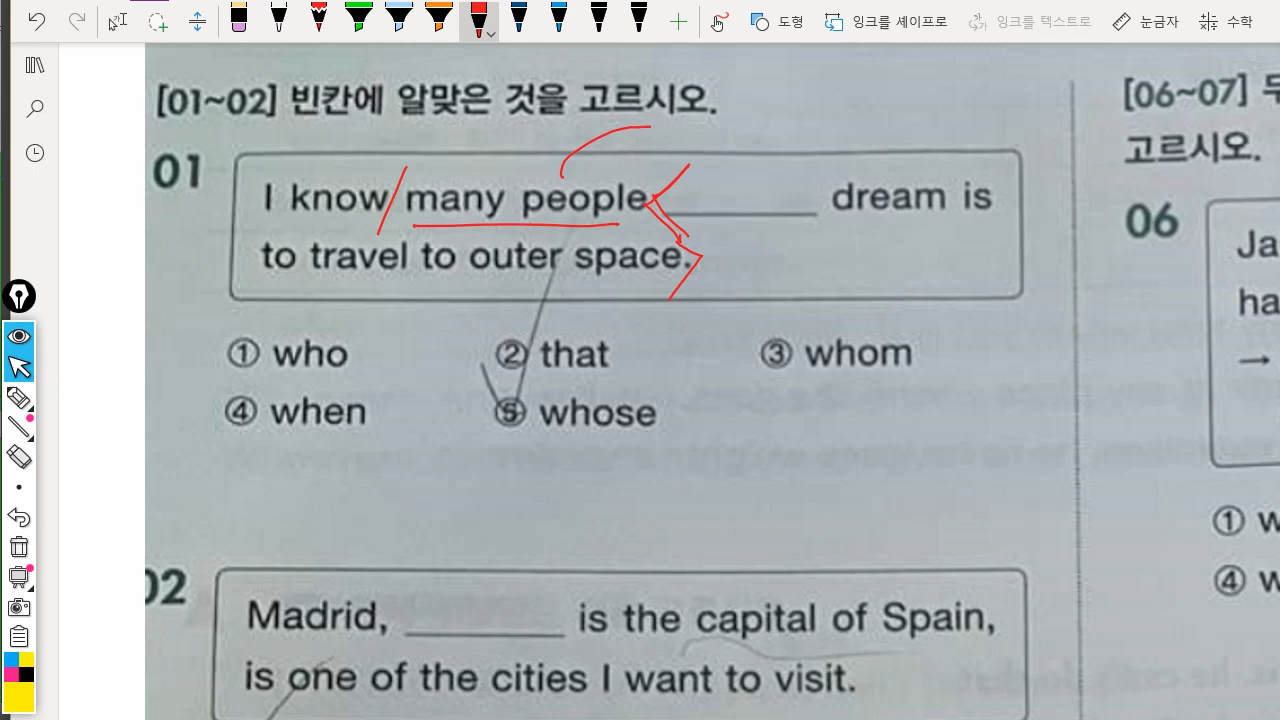 도형
잉크를 셰이프로
잉크를 텍스트로
눈금자
수학
[01~02] 빈칸에 알맞은 것을 고르시오.
01
I know many people ________ dream is
to travel to outer space.
① who
② that
③ whom
④ when
⑤ whose
02
Madrid, ________ is the capital of Spain,
is one of the cities I want to visit.
[06~07] 두
고르시오.
06
Ja
ha
→
① w
④ w